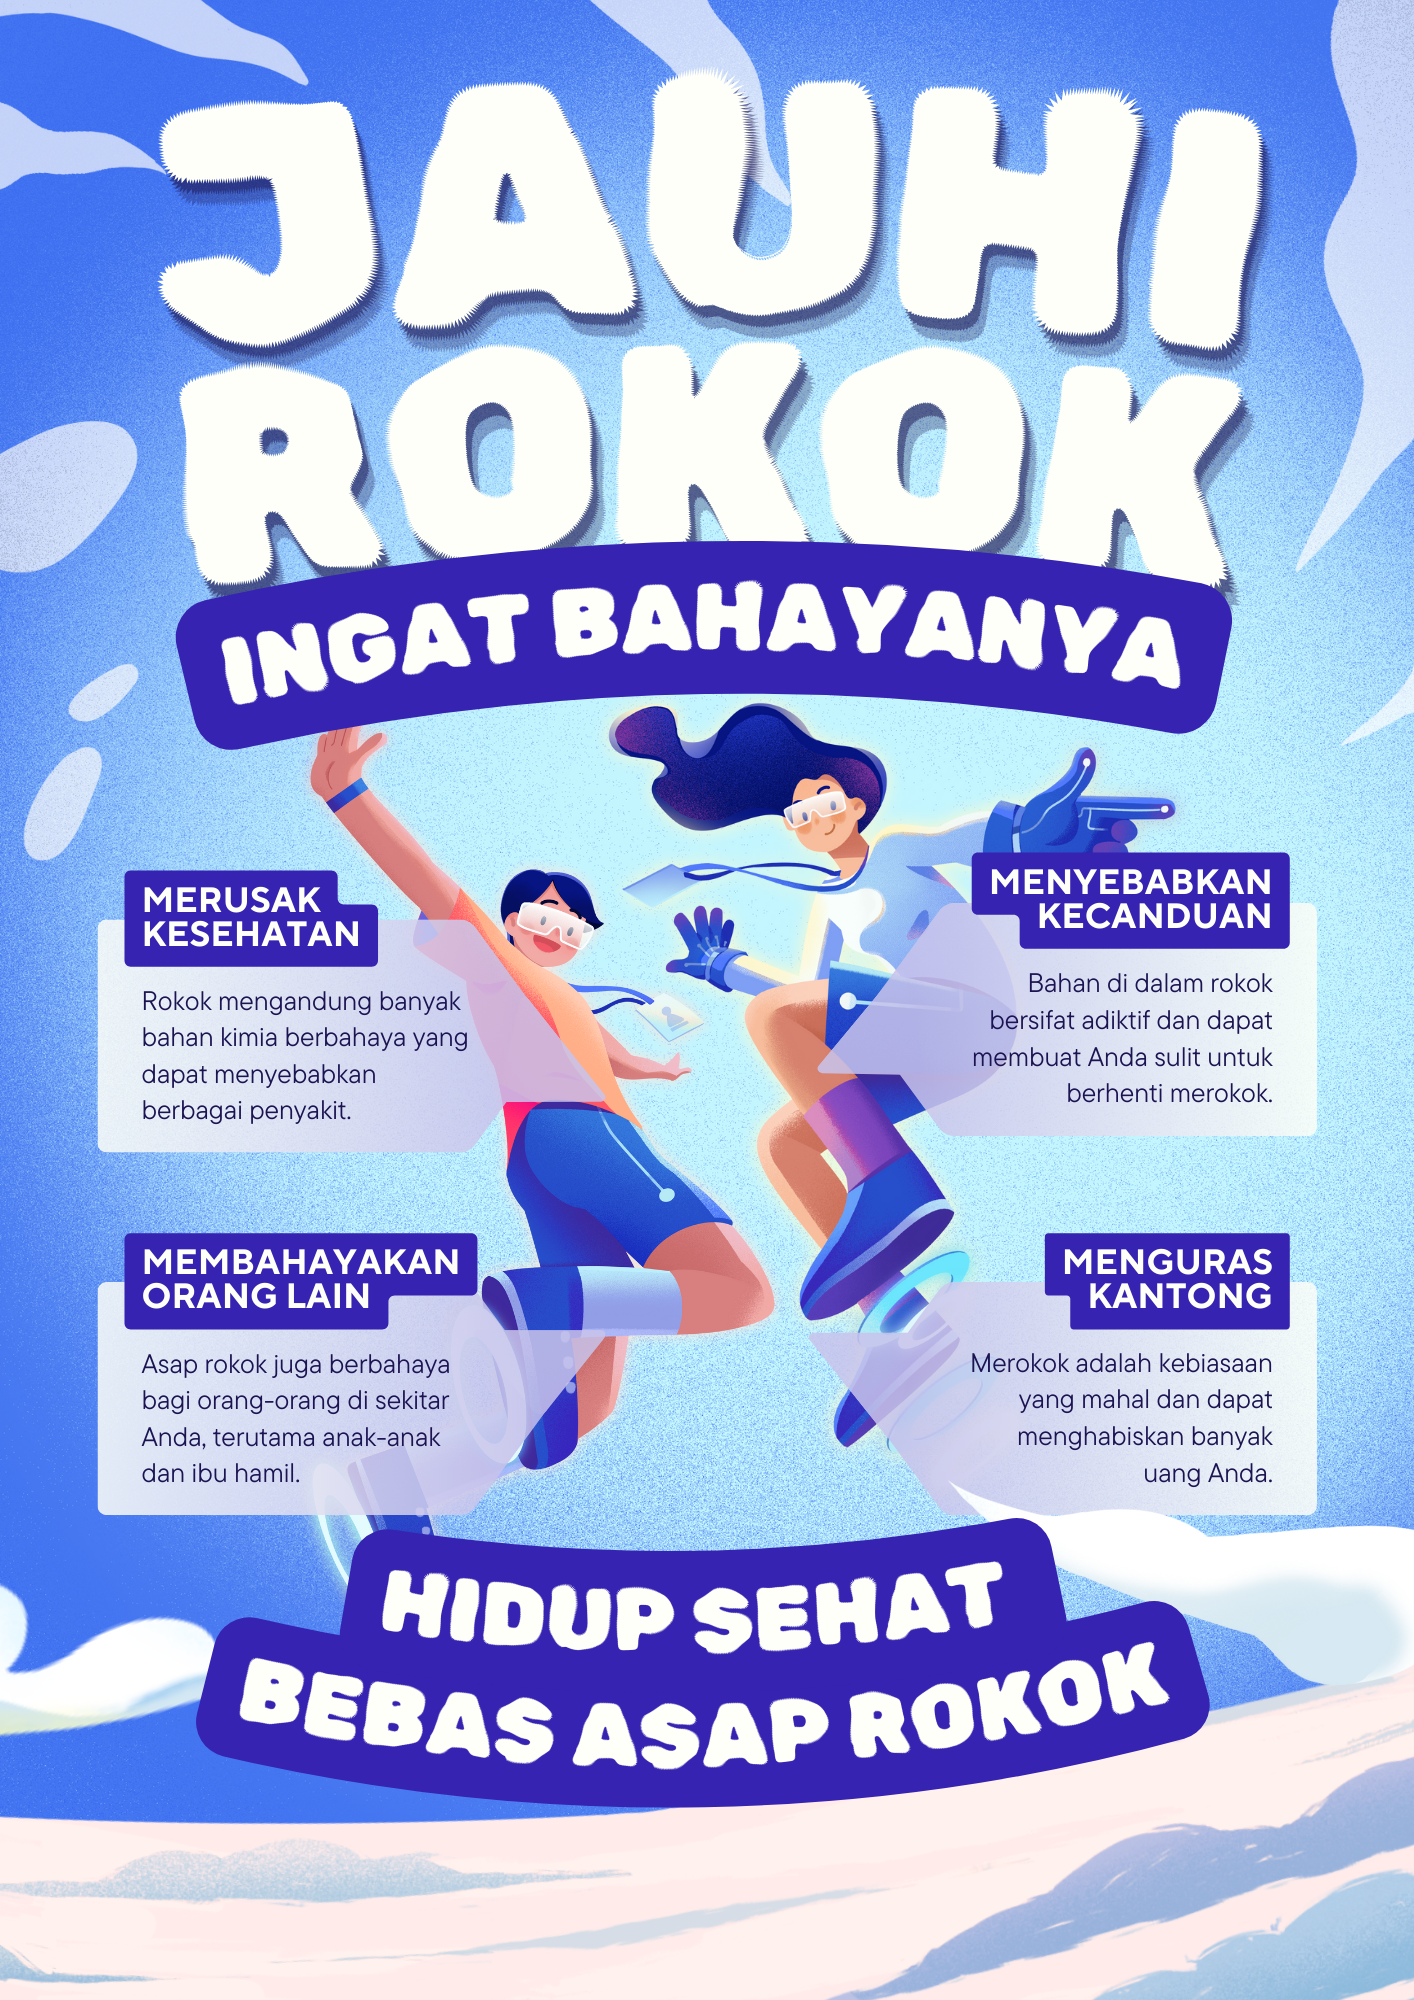 JAUHI
ROKOK
INGAT BAHAYANYA
MERUSAK
KESEHATAN
Rokok mengandung banyak
bahan kimia berbahaya yang
dapat menyebabkan
berbagai penyakit.
MENYEBABKAN
KECANDUAN
Bahan di dalam rokok
bersifat adiktif dan dapat
membuat Anda sulit untuk
berhenti merokok.
MEMBAHAYAKAN
ORANG LAIN
Asap rokok juga berbahaya
bagi orang-orang di sekitar
Anda, terutama anak-anak
dan ibu hamil.
MENGURAS
KANTONG
Merokok adalah kebiasaan
yang mahal dan dapat
menghabiskan banyak
uang Anda.
HIDUP SEHAT
BEBAS ASAP ROKOK